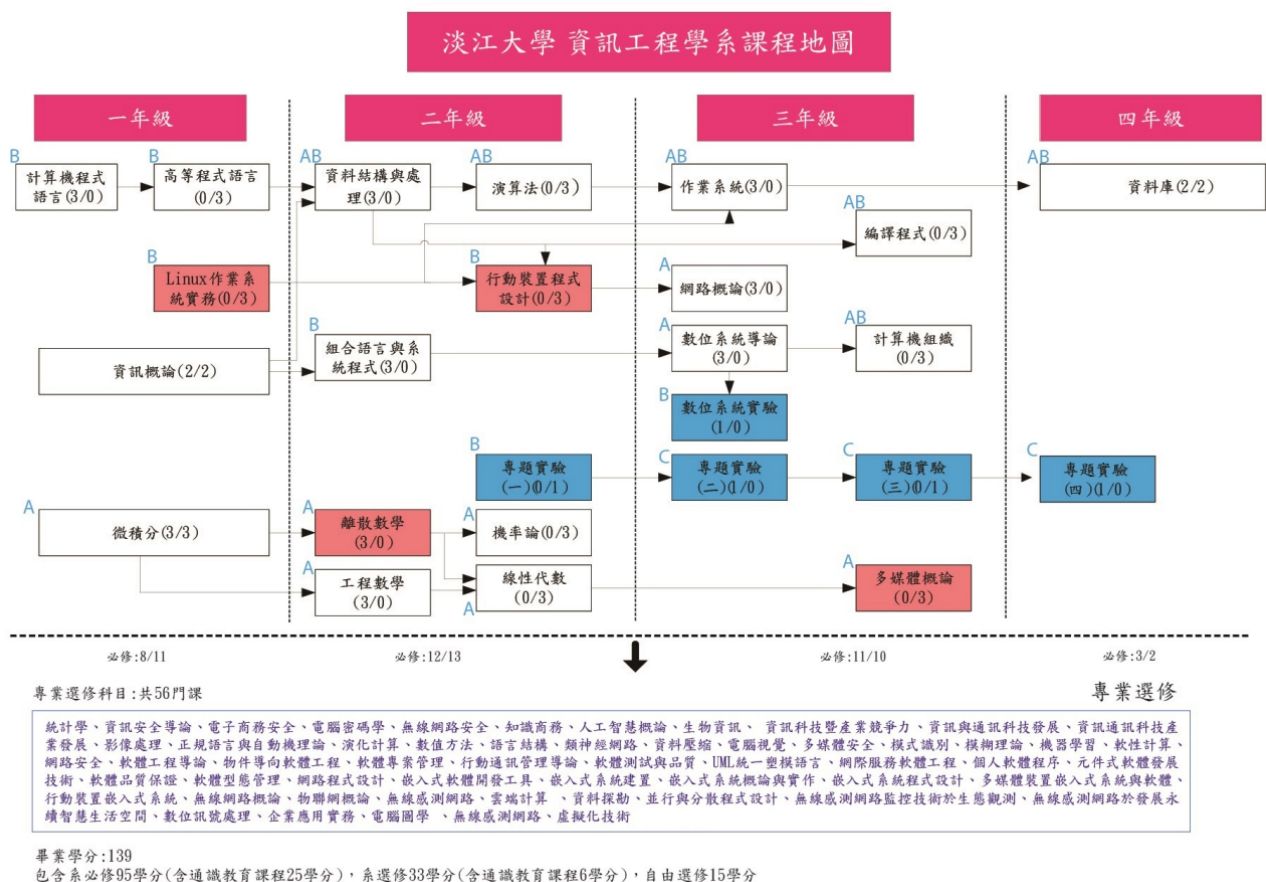 淡江大學 資訊工程學系課程地圖
一年級
二年級
三年級
四年級
B
計算機程式
語言(3/0)
B
高等程式語言
(0/3)
AB
資料結構與處
理(3/0)
AB
演算法(0/3)
AB
作業系統(3/0)
AB
資料庫(2/2)
AB
編譯程式(0/3)
B
Linux作業系
統實務(0/3)
B
行動裝置程式
設計(0/3)
A
網路概論(3/0)
資訊概論(2/2)
B
組合語言與系
統程式(3/0)
A
數位系統導論
(3/0)
AB
計算機組織
(0/3)
B
數位系統實驗
(1/0)
B
專題實驗
(一)(0/1)
C
專題實驗
(二)(1/0)
C
專題實驗
(三)(0/1)
C
專題實驗
(四)(1/0)
A
微積分(3/3)
A
離散數學
(3/0)
A
機率論(0/3)
A
工程數學
(3/0)
線性代數
(0/3)
A
A
多媒體概論
(0/3)
必修:8/11
必修:12/13
必修:11/10
必修:3/2
專業選修科目:共56門課
專業選修
統計學、資訊安全導論、電子商務安全、電腦密碼學、無線網路安全、知識商務、人工智慧概論、生物資訊、 資訊科技暨產業競爭力、資訊與通訊科技發展、資訊通訊科技產
業發展、影像處理、正規語言與自動機理論、演化計算、數值方法、語言結構、類神經網路、資料壓縮、電腦視覺、多媒體安全、模式識別、模糊理論、機器學習、軟性計算、
網路安全、軟體工程導論、物件導向軟體工程、軟體專案管理、行動通訊管理導論、軟體測試與品質、UML統一塑模語言、網際服務軟體工程、個人軟體程序、元件式軟體發展
技術、軟體品質保證、軟體型態管理、網路程式設計、嵌入式軟體開發工具、嵌入式系統建置、嵌入式系統概論與實作、嵌入式系統程式設計、多媒體裝置嵌入式系統與軟體、
行動裝置嵌入式系統、無線網路概論、物聯網概論、無線感測網路、雲端計算 、資料探勘、並行與分散程式設計、無線感測網路監控技術於生態觀測、無線感測網路於發展永
續智慧生活空間、數位訊號處理、企業應用實務、電腦圖學 、無線感測網路、虛擬化技術
畢業學分:139
包含系必修95學分(含通識教育課程25學分)，系選修33學分(含通識教育課程6學分)，自由選修15學分